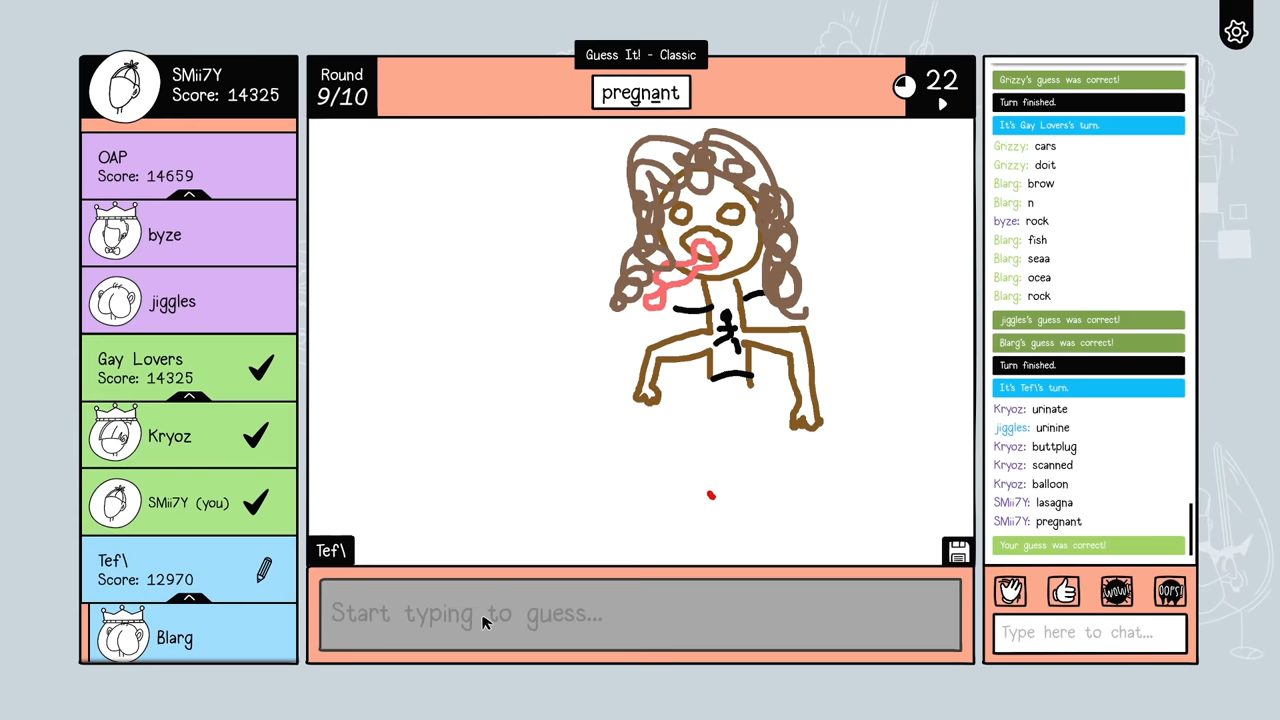 SMii7Y
Score: 14325
OAP
Score: 14659
byze
jiggles
Gay Lovers
Score: 14325
Kryoz
SMii7Y (you)
Tef\
Score: 12970
Blarg
Guess It! - Classic
Round
9/10
pregnant
22
Tef\
Start typing to guess...
Grizzy's guess was correct!
Turn finished.
It's Gay Lovers's turn.
Grizzy: cars
Grizzy: doit
Blarg: brow
Blarg: n
byze: rock
Blarg: fish
Blarg: seaa
Blarg: ocea
Blarg: rock
jiggles's guess was correct!
Blarg's guess was correct!
Turn finished.
It's Tef\'s turn.
Kryoz: urinate
jiggles: urinine
Kryoz: buttplug
Kryoz: scanned
Kryoz: balloon
SMii7Y: lasagna
SMii7Y: pregnant
Your guess was correct!
WOW!
OOPS!
Type here to chat...